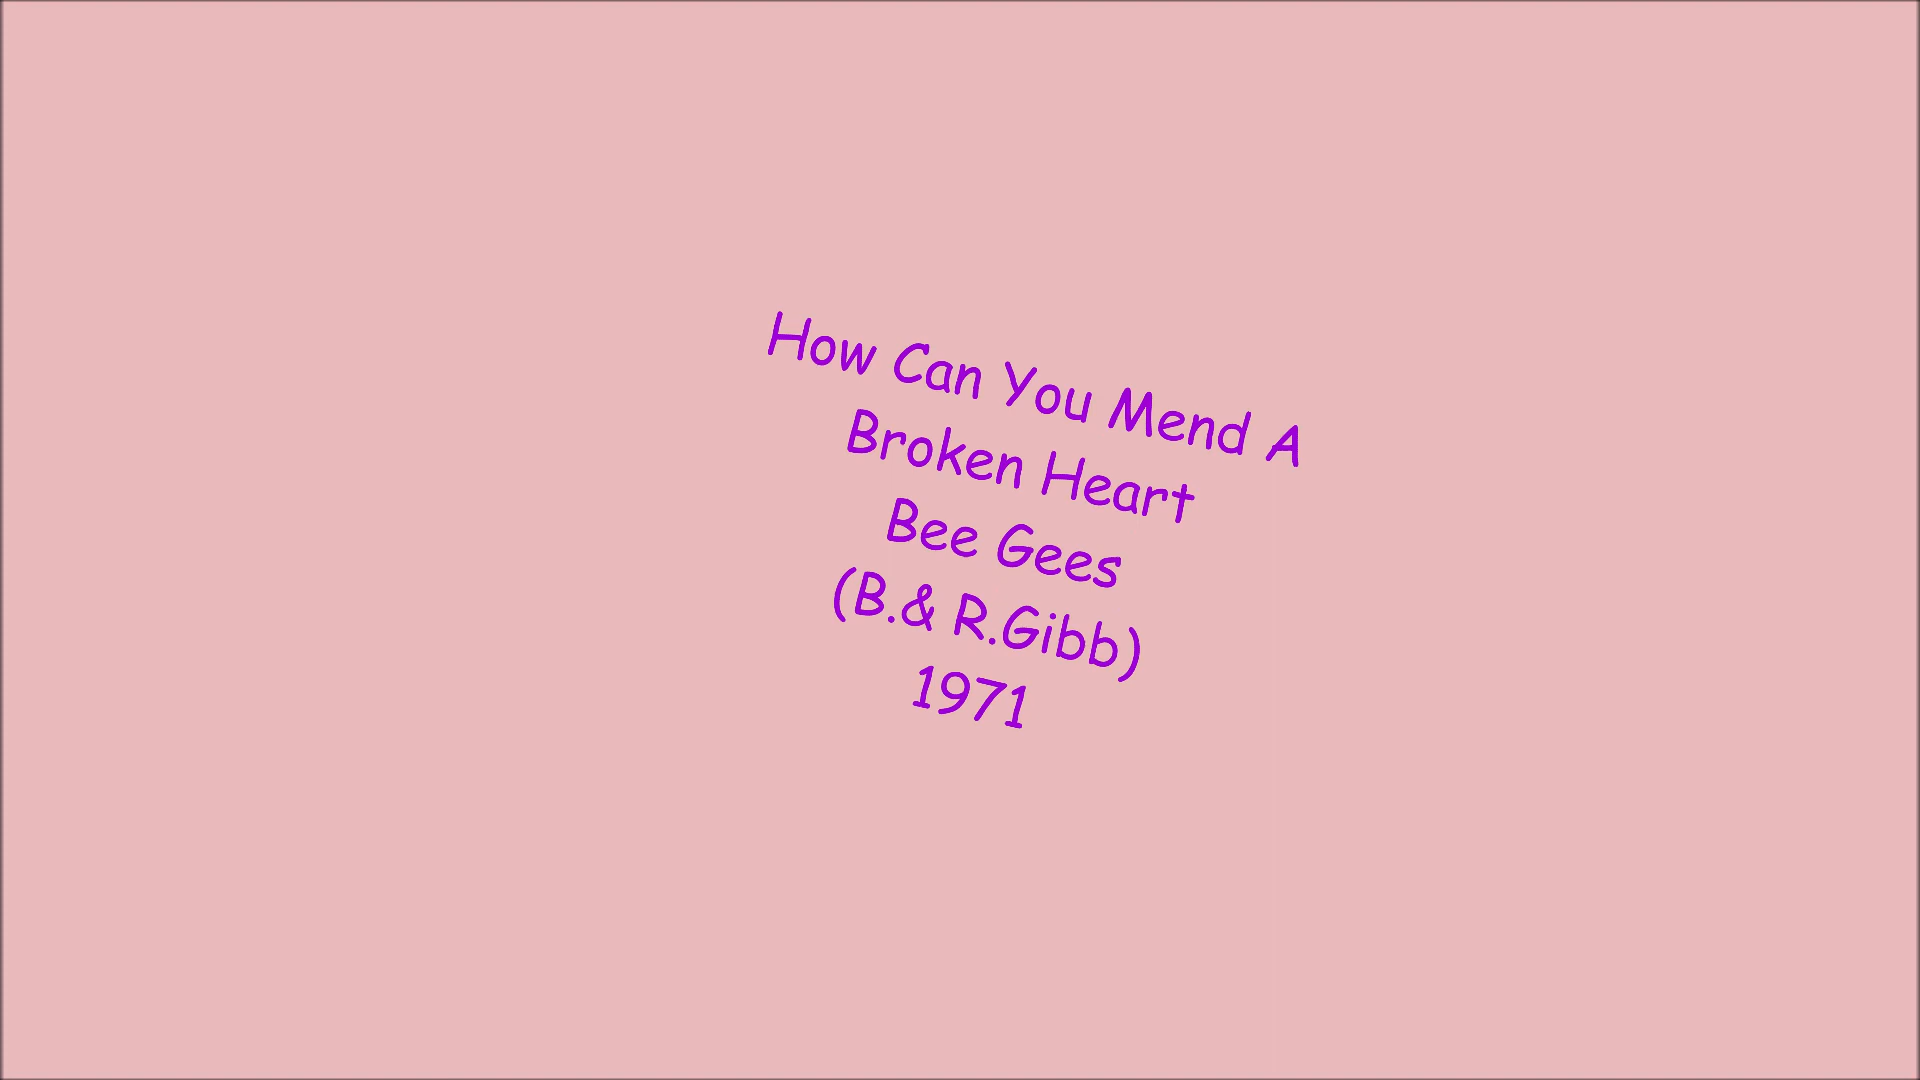 How Can You Mend A
Broken Heart
Bee Gees
(B.& R.Gibb)
1971